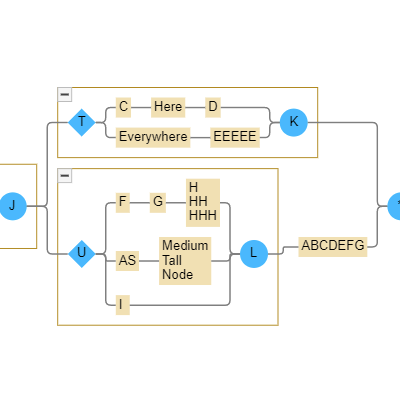 T
C
Here
D
K
Everywhere
EEEEE
J
F
G
H
HH
HHH
U
AS
Medium
Tall
Node
L
ABCDEFG
I